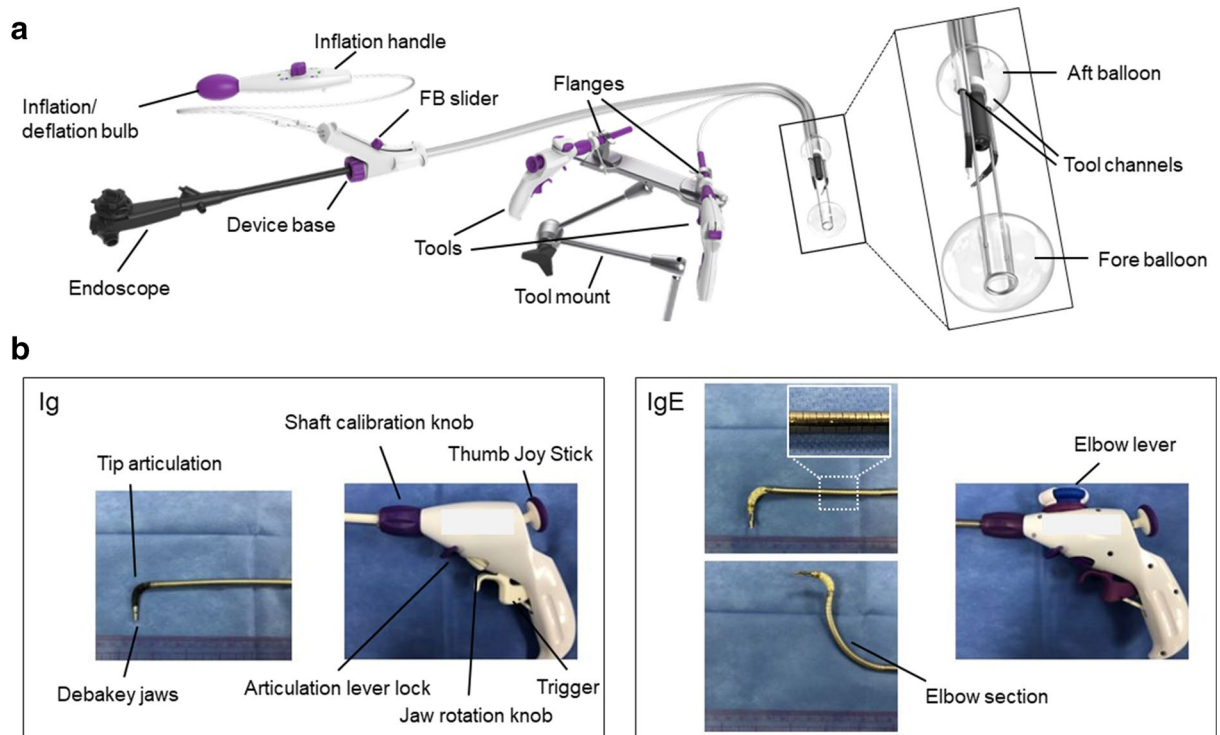 a
Inflation handle
Inflation/
deflation bulb
FB slider
Flanges
Aft balloon
Tool channels
Device base
Tools
Endoscope
Tool mount
Fore balloon
b
Ig
Shaft calibration knob
Thumb Joy Stick
Tip articulation
Debakey jaws
Articulation lever lock
Jaw rotation knob
Trigger
IgE
Elbow lever
Elbow section